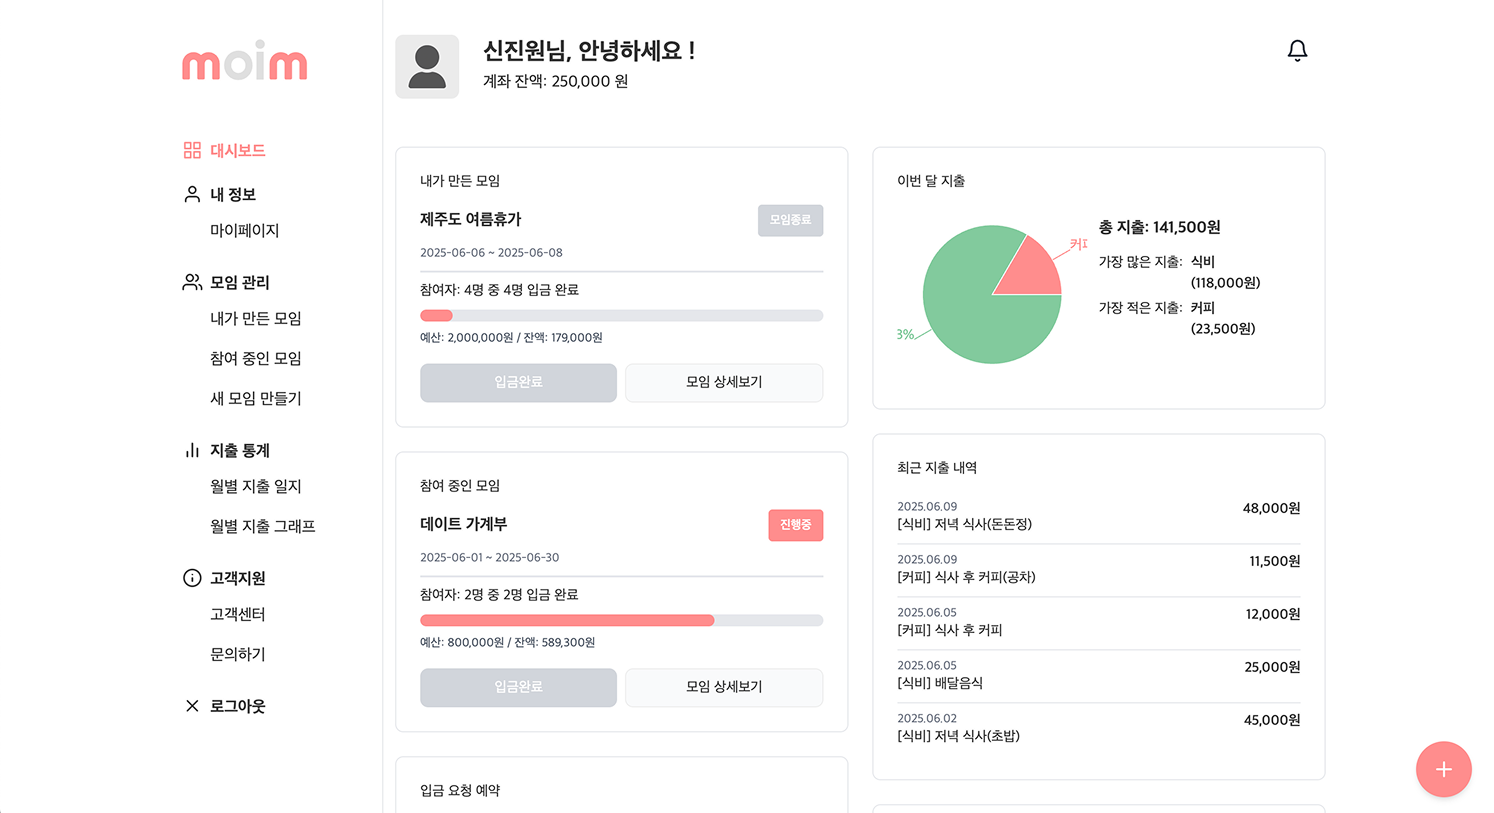 moim
대시보드
내 정보
마이페이지
모임 관리
내가 만든 모임
참여 중인 모임
새 모임 만들기
지출 통계
월별 지출 일지
월별 지출 그래프
고객지원
고객센터
문의하기
로그아웃
신진원님, 안녕하세요 !
계좌 잔액: 250,000 원
내가 만든 모임
제주도 여름휴가
모임종료
2025-06-06 ~ 2025-06-08
참여자: 4명 중 4명 입금 완료
예산: 2,000,000원 / 잔액: 179,000원
입금완료
모임 상세보기
참여 중인 모임
데이트 가계부
진행중
2025-06-01 ~ 2025-06-30
참여자: 2명 중 2명 입금 완료
예산: 800,000원 / 잔액: 589,300원
입금완료
모임 상세보기
입금 요청 예약
이번 달 지출
커피
3%
총 지출: 141,500원
가장 많은 지출: 식비
(118,000원)
가장 적은 지출: 커피
(23,500원)
최근 지출 내역
2025.06.09
[식비] 저녁 식사(돈돈정)
48,000원
2025.06.09
[커피] 식사 후 커피(공차)
11,500원
2025.06.05
[커피] 식사 후 커피
12,000원
2025.06.05
[식비] 배달음식
25,000원
2025.06.02
[식비] 저녁 식사(초밥)
45,000원